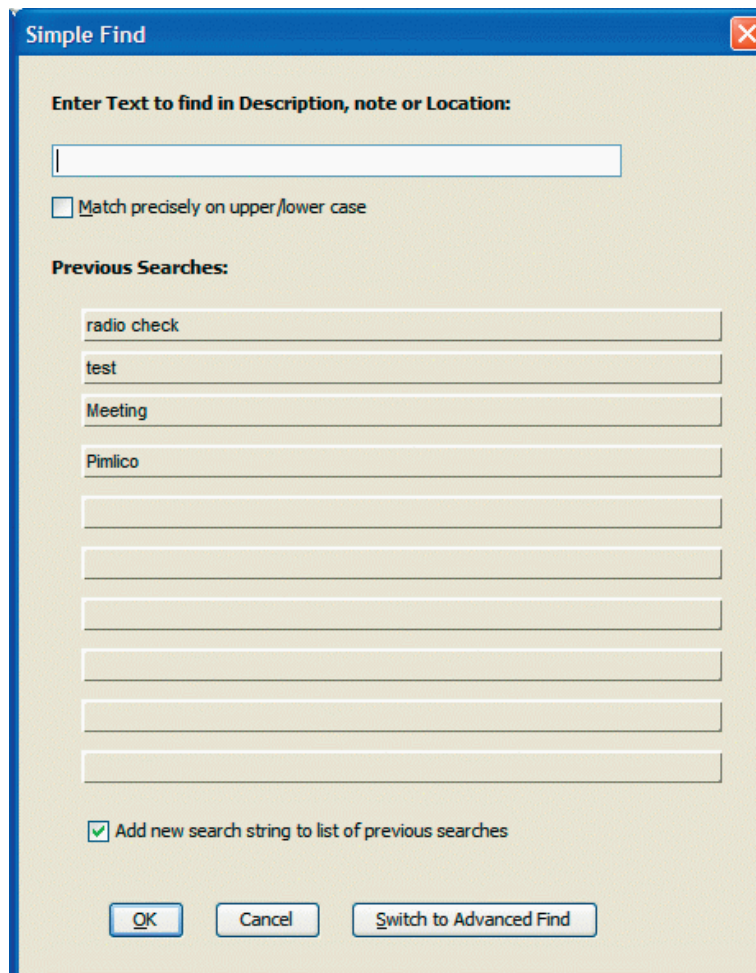 Simple Find
Enter Text to find in Description, note or Location:
Match precisely on upper/lower case
Previous Searches:
radio check
test
Meeting
Pimlico
Add new search string to list of previous searches
OK Cancel Switch to Advanced Find